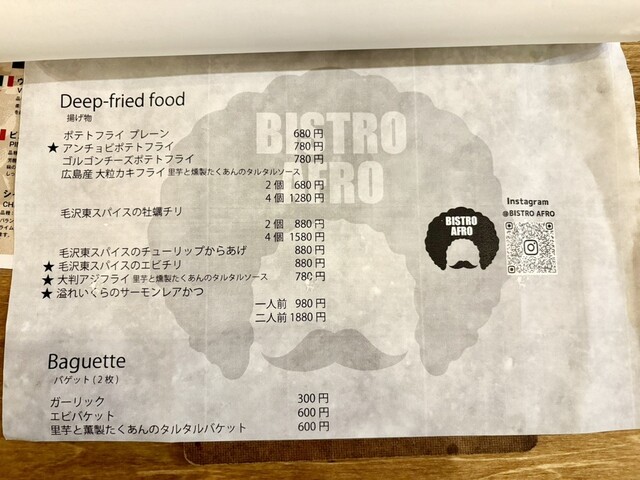 Deep-fried food
揚げ物
ポテトフライ プレーン 680円
★ アンチョビポテトフライ 780円
ゴルゴンチーズポテトフライ 780円
広島産 大粒カキフライ 里芋と燻製たくあんのタルタルソース
2個 680円
4個 1280円
毛沢東スパイスの牡蠣チリ
2個 880円
4個 1580円
毛沢東スパイスのチューリップからあげ 880円
★ 毛沢東スパイスのエビチリ 880円
★ 大判アジフライ 里芋と燻製たくあんのタルタルソース 780円
★ 溢れいくらのサーモンレアかつ
一人前 980円
二人前 1880円
Baguette
バゲット(2枚)
ガーリック 300円
エビバケット 600円
里芋と薫製たくあんのタルタルバケット 600円
BISTRO
AFRO
BISTRO
AFRO
Instagram
@BISTRO AFRO